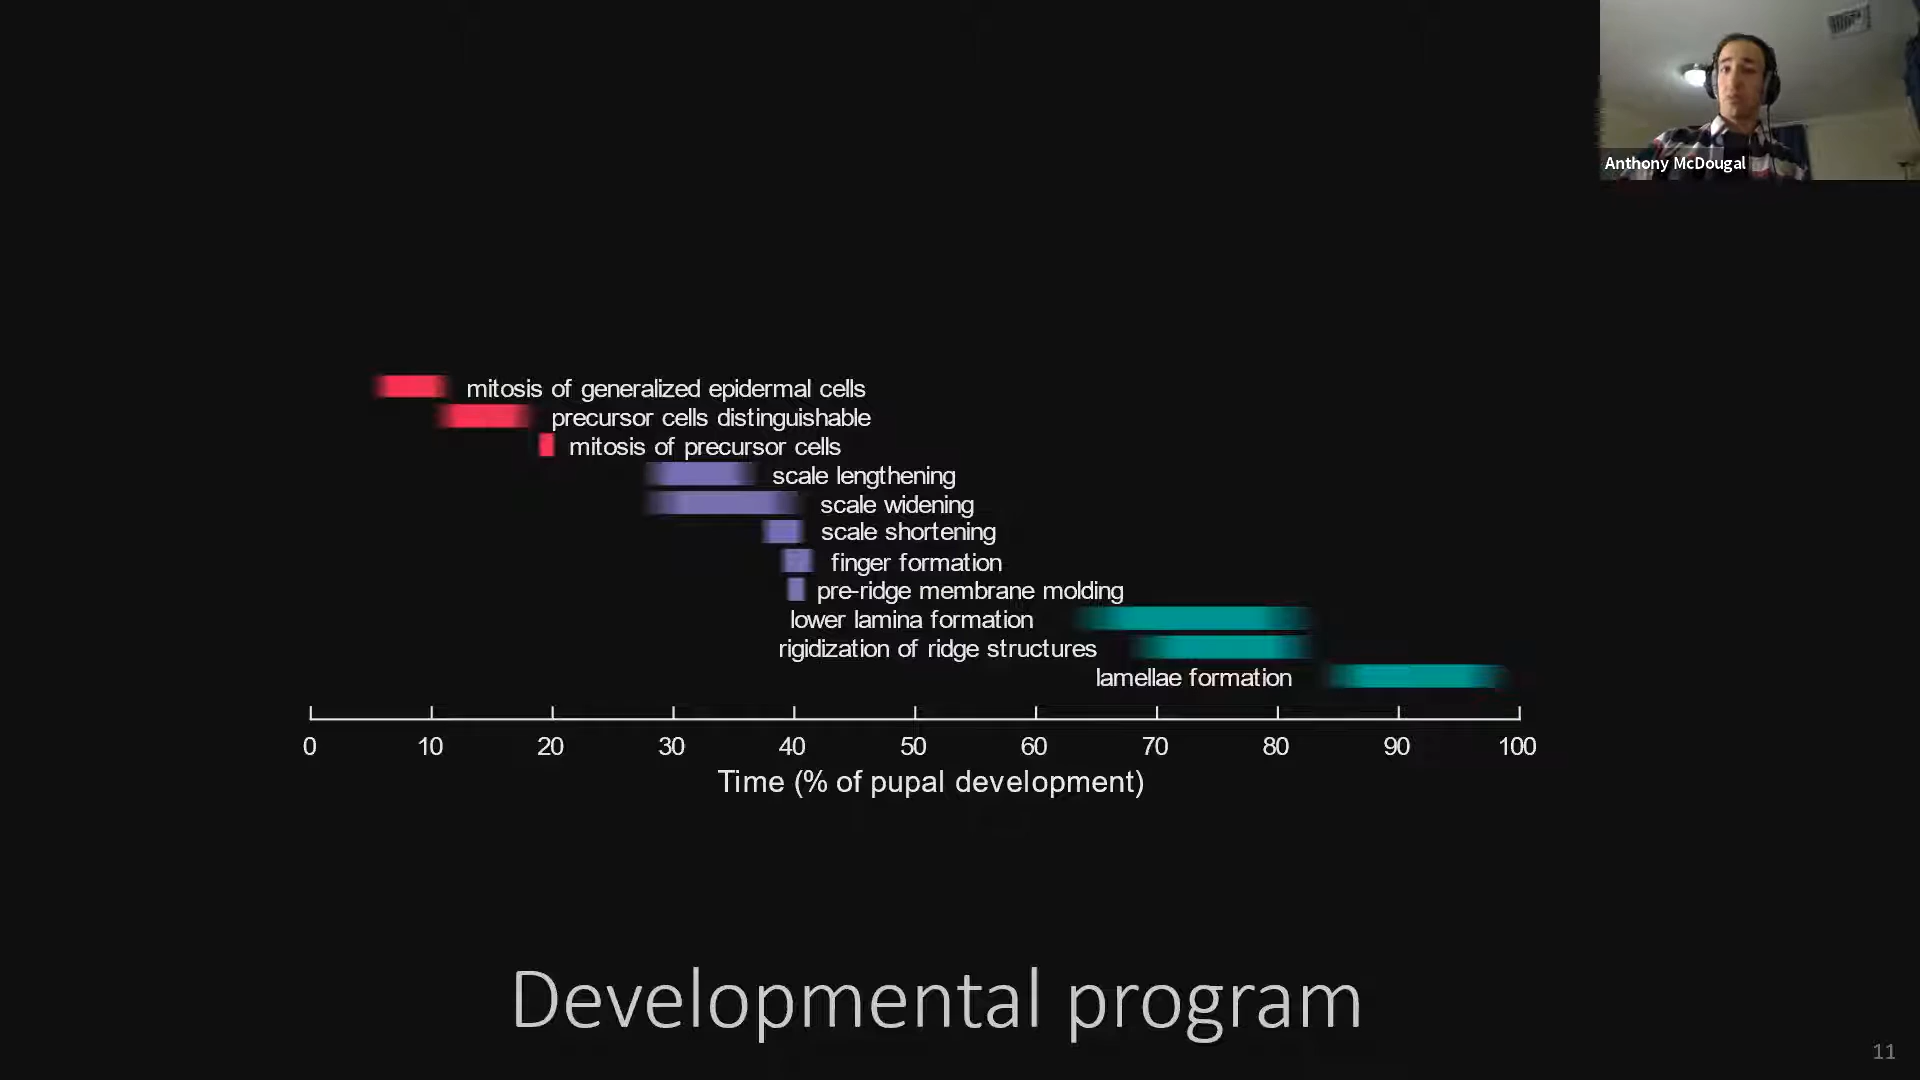 Anthony McDougal
mitosis of generalized epidermal cells
precursor cells distinguishable
mitosis of precursor cells
scale lengthening
scale widening
scale shortening
finger formation
pre-ridge membrane molding
lower lamina formation
rigidization of ridge structures
lamellae formation
0 10 20 30 40 50 60 70 80 90 100
Time (% of pupal development)
Developmental program
11